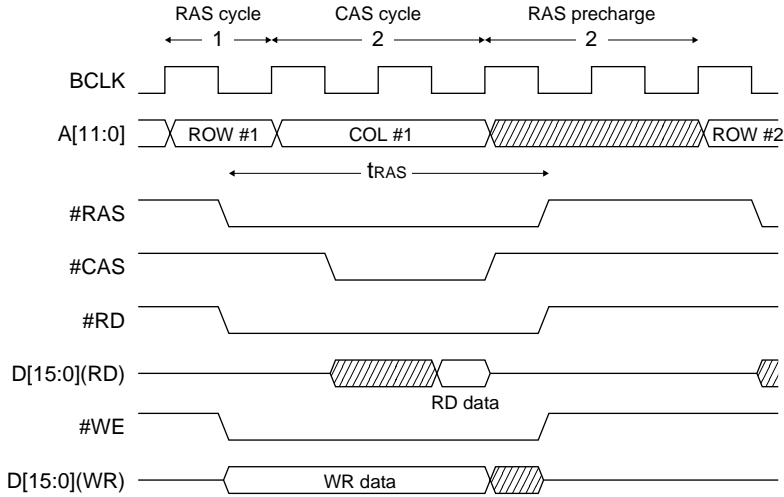 RAS cycle CAS cycle RAS precharge
1 2 2
BCLK
A[11:0] ROW #1 COL #1 ROW #2
tRAS
#RAS
#CAS
#RD
D[15:0](RD)
RD data
#WE
D[15:0](WR) WR data